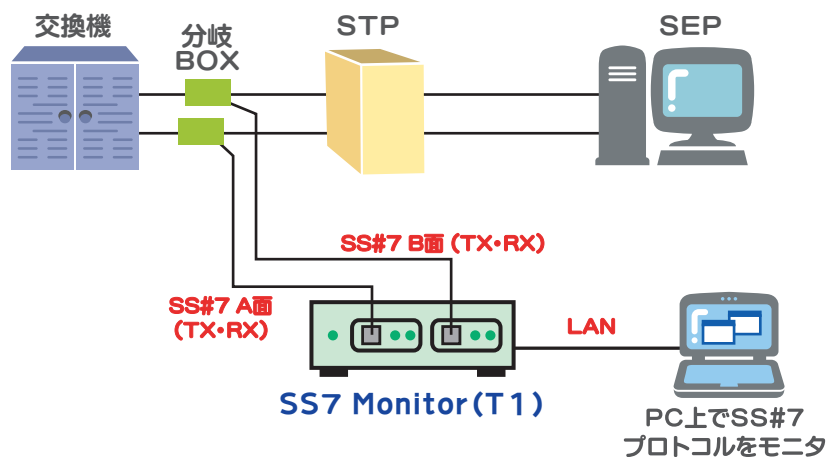 交換機
分岐
BOX
STP
SEP
SS#7 B面 (TX・RX)
SS#7 A面
(TX・RX)
LAN
SS7 Monitor(T1)
PC上でSS#7
プロトコルをモニタ